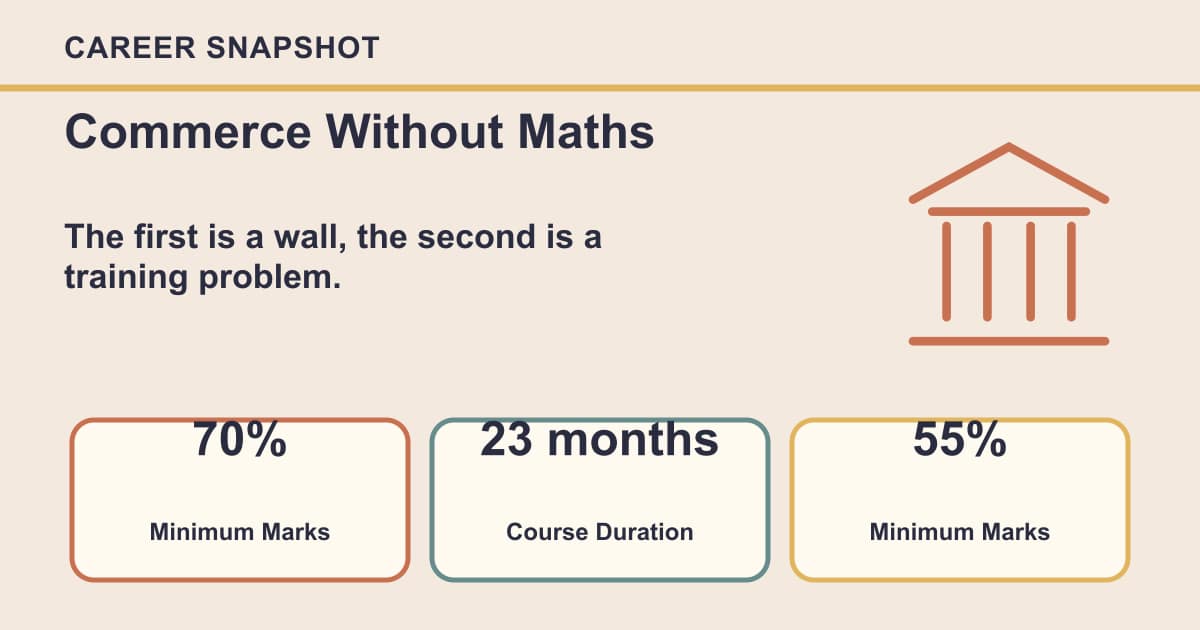 CAREER SNAPSHOT
Commerce Without Maths
The first is a wall, the second is a
training problem.
70%
Minimum Marks
23 months
Course Duration
55%
Minimum Marks